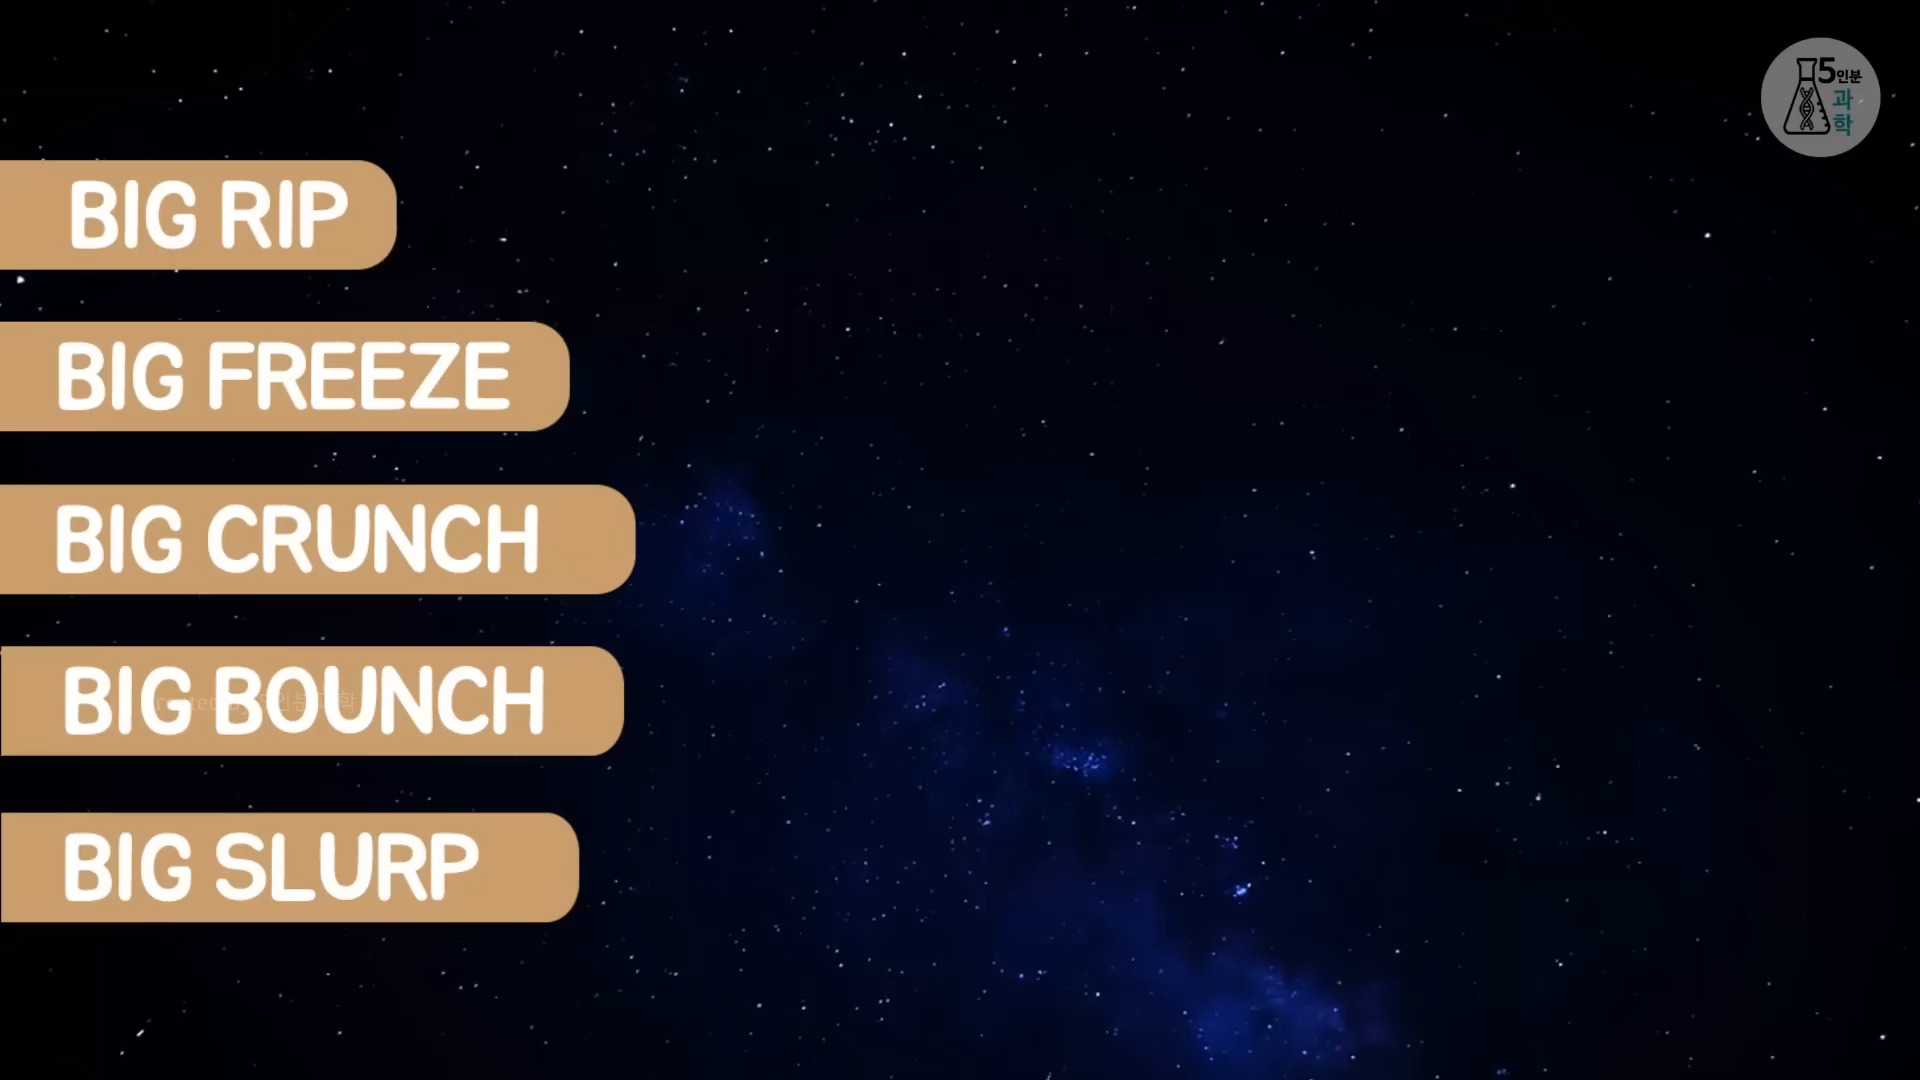 5인분
과
학
BIG RIP
BIG FREEZE
BIG CRUNCH
BIG BOUNCH
BIG SLURP